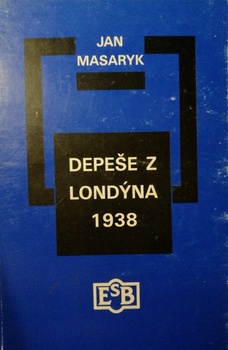 JAN
MASARYK
DEPEŠE Z
LONDÝNA
1938
ESB